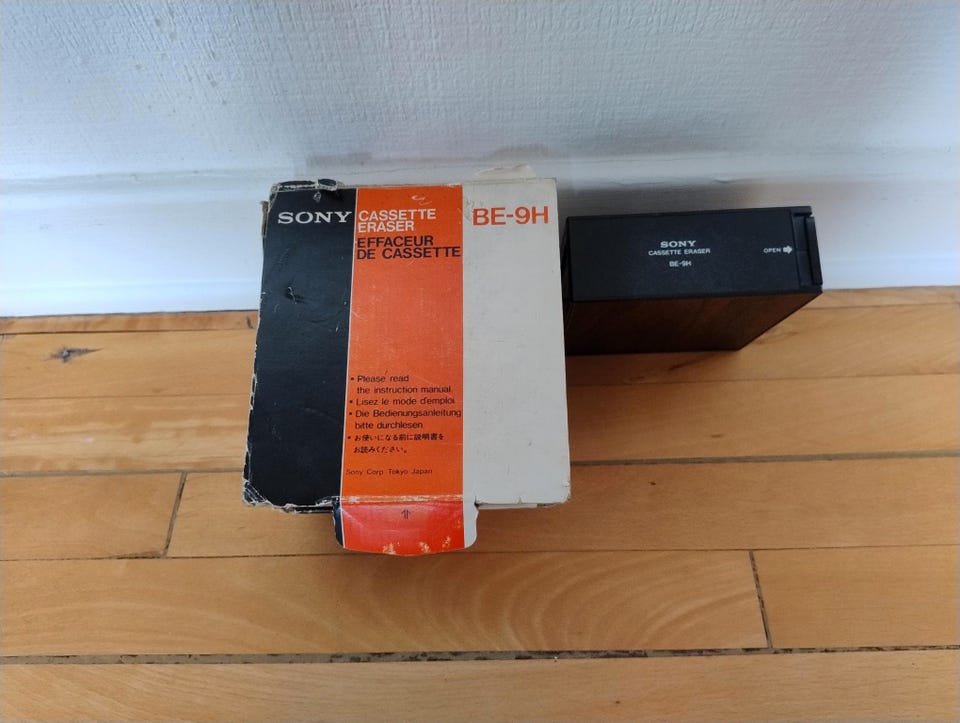 SONY
CASSETTE
ERASER
EFFACEUR
DE CASSETTE
BE-9H
• Please read
the instruction manual.
• Lisez le mode d'emploi.
• Die Bedienungsanleitung
bitte durchlesen.
• お使いになる前に説明書を
お読みください。
Sony Corp Tokyo Japan
SONY
CASSETTE ERASER
BE-9H
OPEN